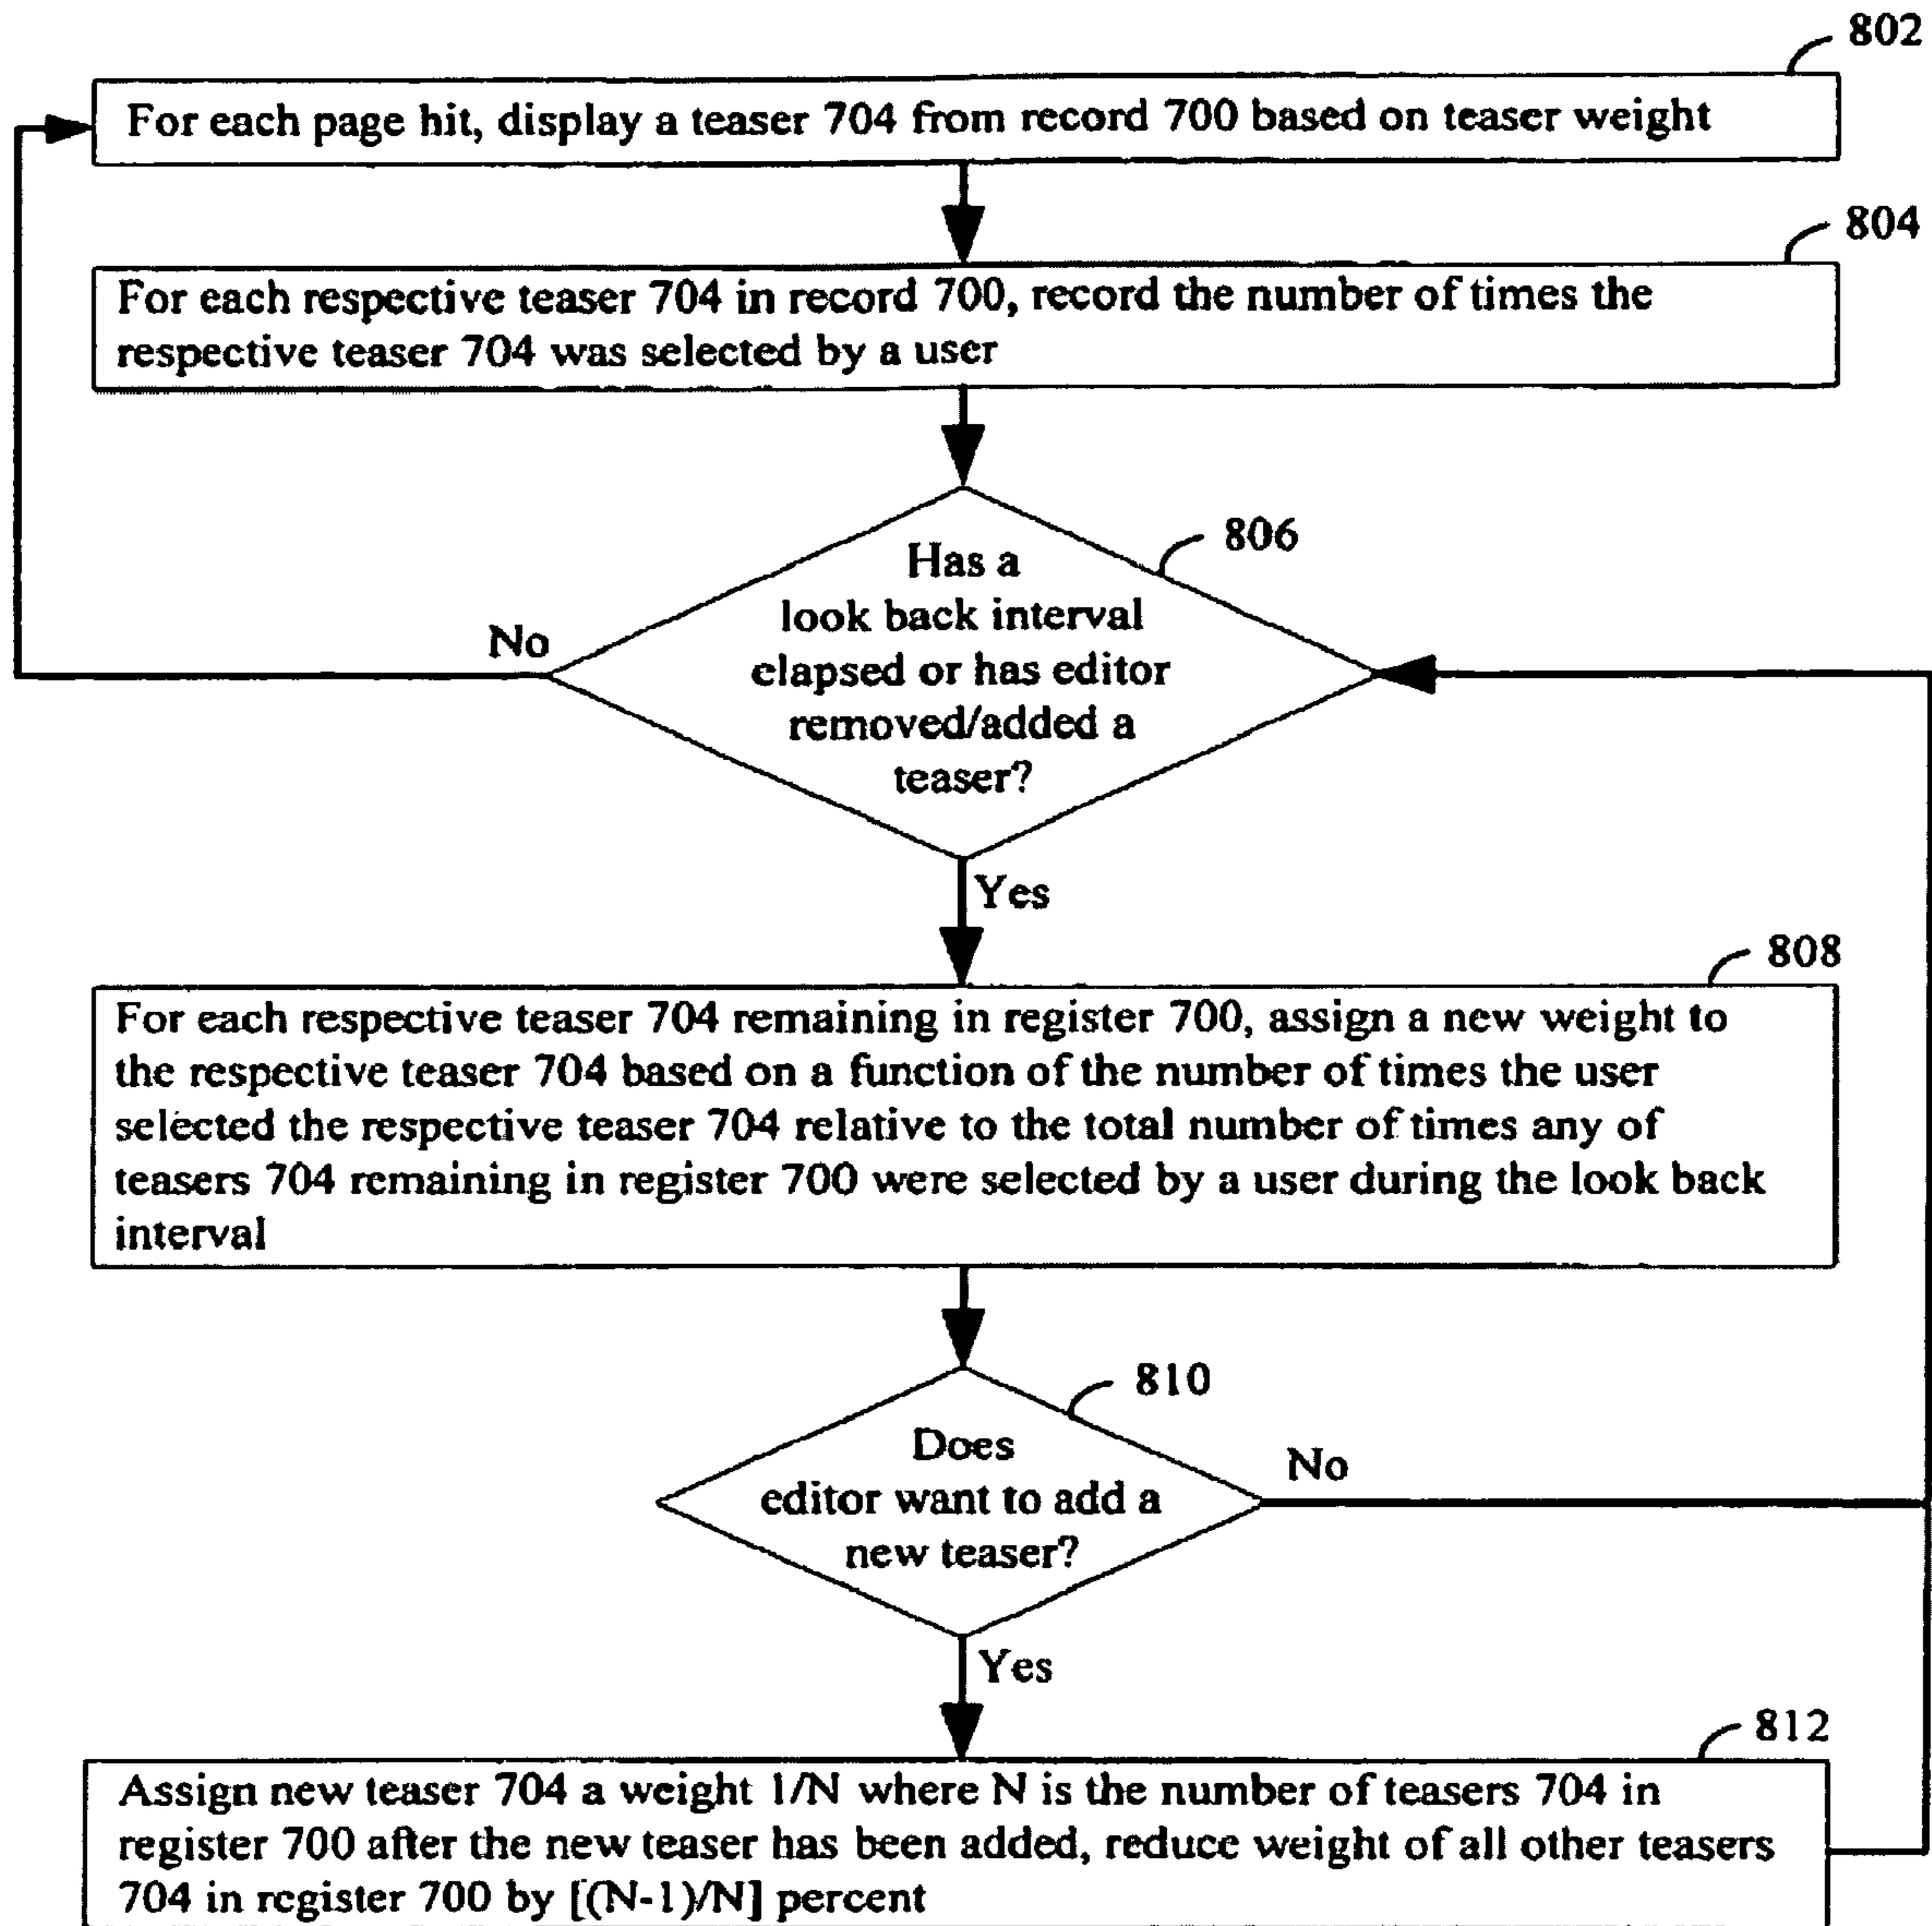 802
For each page hit, display a teaser 704 from record 700 based on teaser weight
804
For each respective teaser 704 in record 700, record the number of times the
respective teaser 704 was selected by a user
806
Has a
look back interval
elapsed or has editor
removed/added a
teaser?
No
Yes
808
For each respective teaser 704 remaining in register 700, assign a new weight to
the respective teaser 704 based on a function of the number of times the user
selected the respective teaser 704 relative to the total number of times any of
teasers 704 remaining in register 700 were selected by a user during the look back
interval
810
Does
editor want to add a
new teaser?
No
Yes
812
Assign new teaser 704 a weight 1/N where N is the number of teasers 704 in
register 700 after the new teaser has been added, reduce weight of all other teasers
704 in register 700 by [(N-1)/N] percent